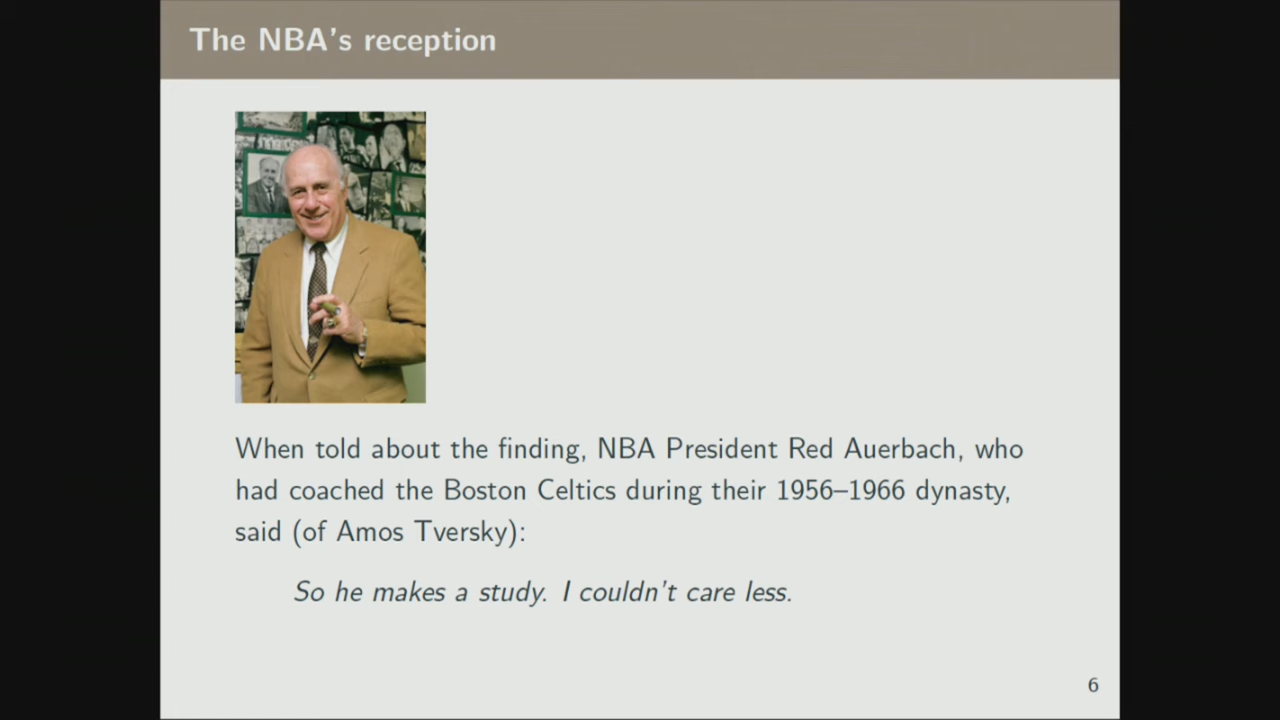 The NBA's reception
When told about the finding, NBA President Red Auerbach, who
had coached the Boston Celtics during their 1956–1966 dynasty,
said (of Amos Tversky):
So he makes a study. I couldn't care less.
6